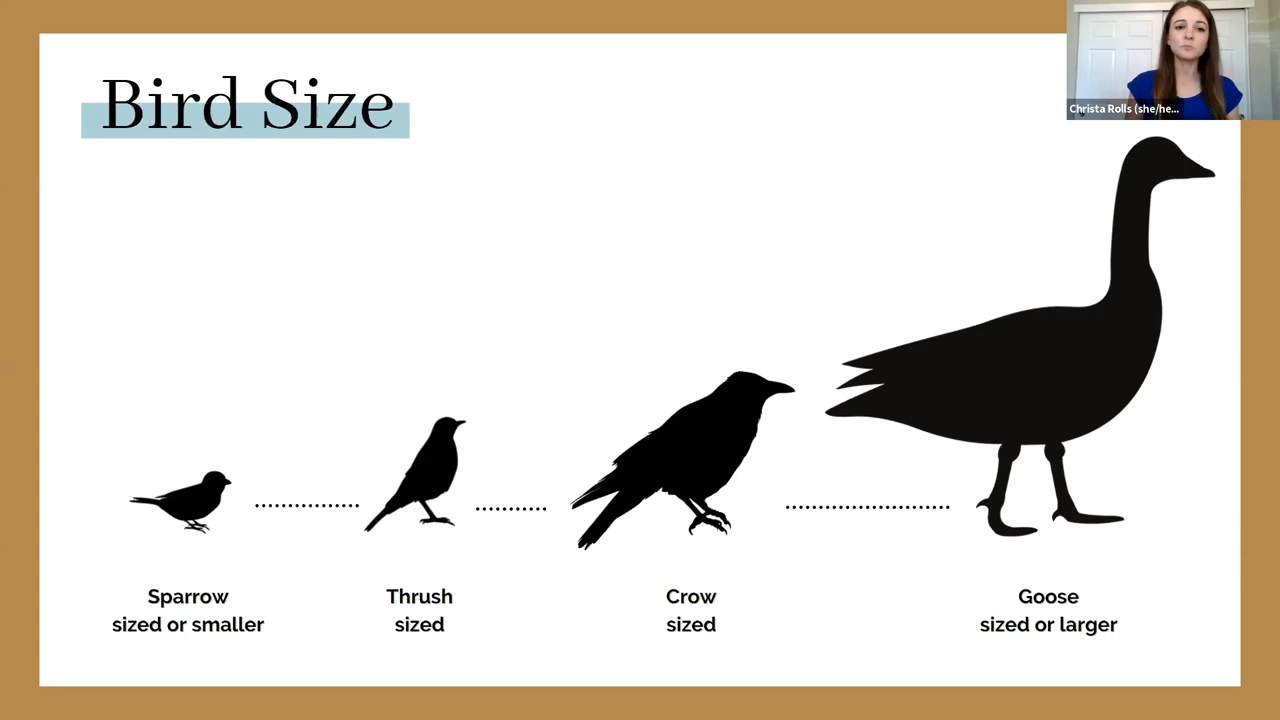 Bird Size
Christa Rolls (she/he...
Sparrow
sized or smaller
Thrush
sized
Crow
sized
Goose
sized or larger